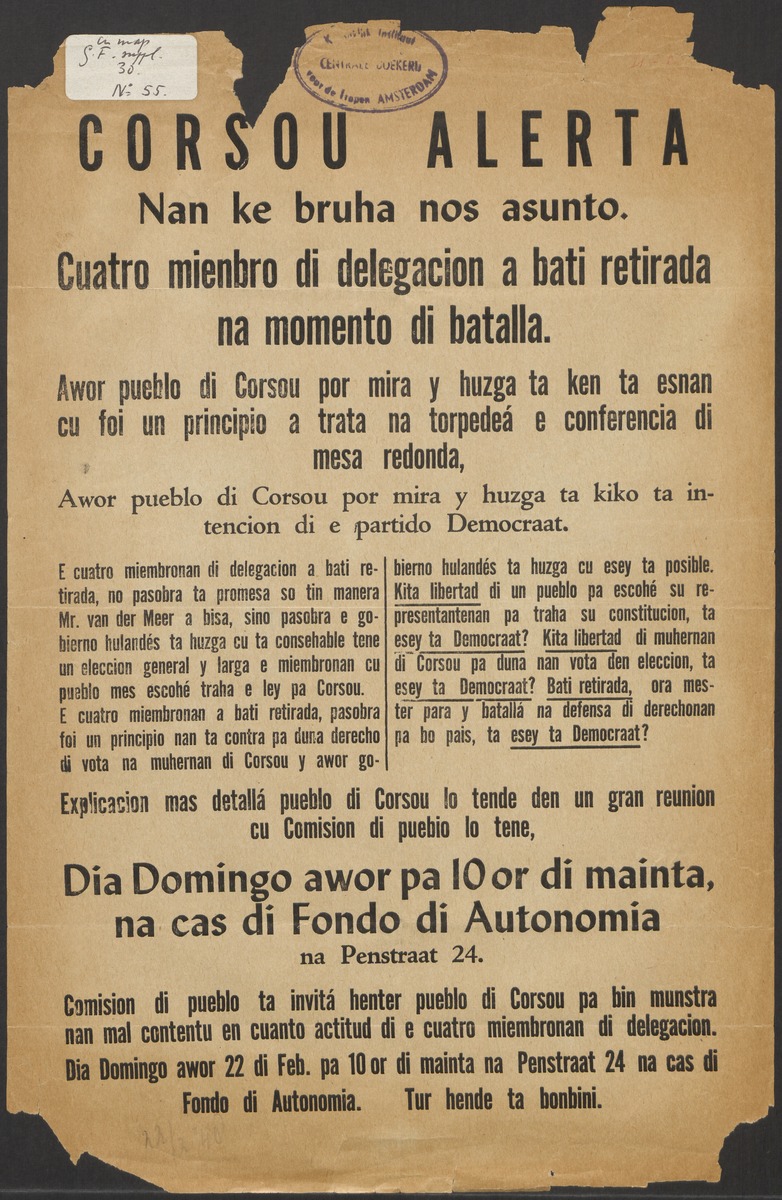 in map
S.F. suppl.
30.
No 55.
K Instituut
CENTRALE BOEKERIJ
voor de Tropen AMSTERDAM
CORSOU ALERTA
Nan ke bruha nos asunto.
Cuatro mienbro di delegacion a bati retirada
na momento di batalla.
Awor pueblo di Corsou por mira y huzga ta ken ta esnan
cu foi un principio a trata na torpedeá e conferencia di
mesa redonda,
Awor pueblo di Corsou por mira y huzga ta kiko ta in-
tencion di e partido Democraat.
E cuatro miembronan di delegacion a bati re-
tirada, no pasobra ta promesa so tin manera
Mr. van der Meer a bisa, sino pasobra e go-
bierno hulandés ta huzga cu ta consehable tene
un eleccion general y larga e miembronan cu
pueblo mes escohé traha e ley pa Corsou.
E cuatro miembronan a bati retirada, pasobra
foi un principio nan ta contra pa duna derecho
di vota na muhernan di Corsou y awor go-
bierno hulandés ta huzga cu esey ta posible.
Kita libertad di un pueblo pa escohé su re-
presentantenan pa traha su constitucion, ta
esey ta Democraat? Kita libertad di muhernan
di Corsou pa duna nan vota den eleccion, ta
esey ta Democraat? Bati retirada, ora mes-
ter para y batallá na defensa di derechonan
pa bo pais, ta esey ta Democraat?
Explicacion mas detallá pueblo di Corsou lo tende den un gran reunion
cu Comision di puebio lo tene,
Dia Domingo awor pa 10 or di mainta,
na cas di Fondo di Autonomia
na Penstraat 24.
Comision di pueblo ta invitá henter pueblo di Corsou pa bin munstra
nan mal contentu en cuanto actitud di e cuatro miembronan di delegacion.
Dia Domingo awor 22 di Feb. pa 10 or di mainta na Penstraat 24 na cas di
Fondo di Autonomia. Tur hende ta bonbini.